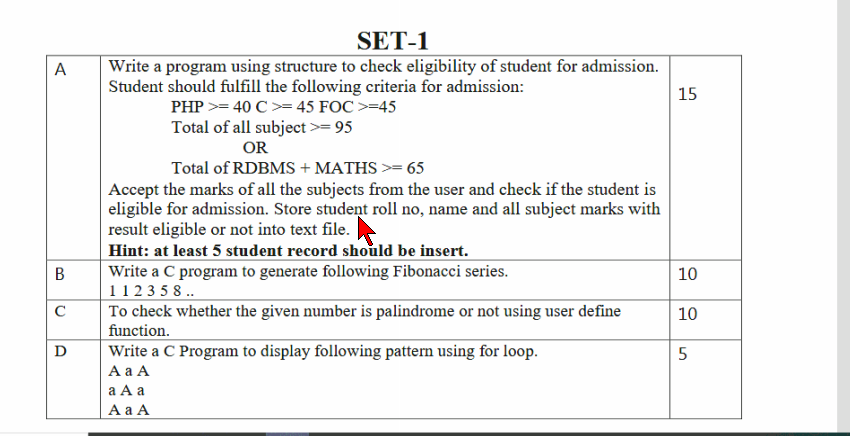 SET-1
A
Write a program using structure to check eligibility of student for admission.
Student should fulfill the following criteria for admission:
15
PHP >= 40 C >= 45 FOC >=45
Total of all subject >= 95
OR
Total of RDBMS + MATHS >= 65
Accept the marks of all the subjects from the user and check if the student is
eligible for admission. Store student roll no, name and all subject marks with
result eligible or not into text file.
Hint: at least 5 student record should be insert.
B
Write a C program to generate following Fibonacci series.
10
1 1 2 3 5 8 ..
C
To check whether the given number is palindrome or not using user define
10
function.
D
Write a C Program to display following pattern using for loop.
5
A a A
a A a
A a A